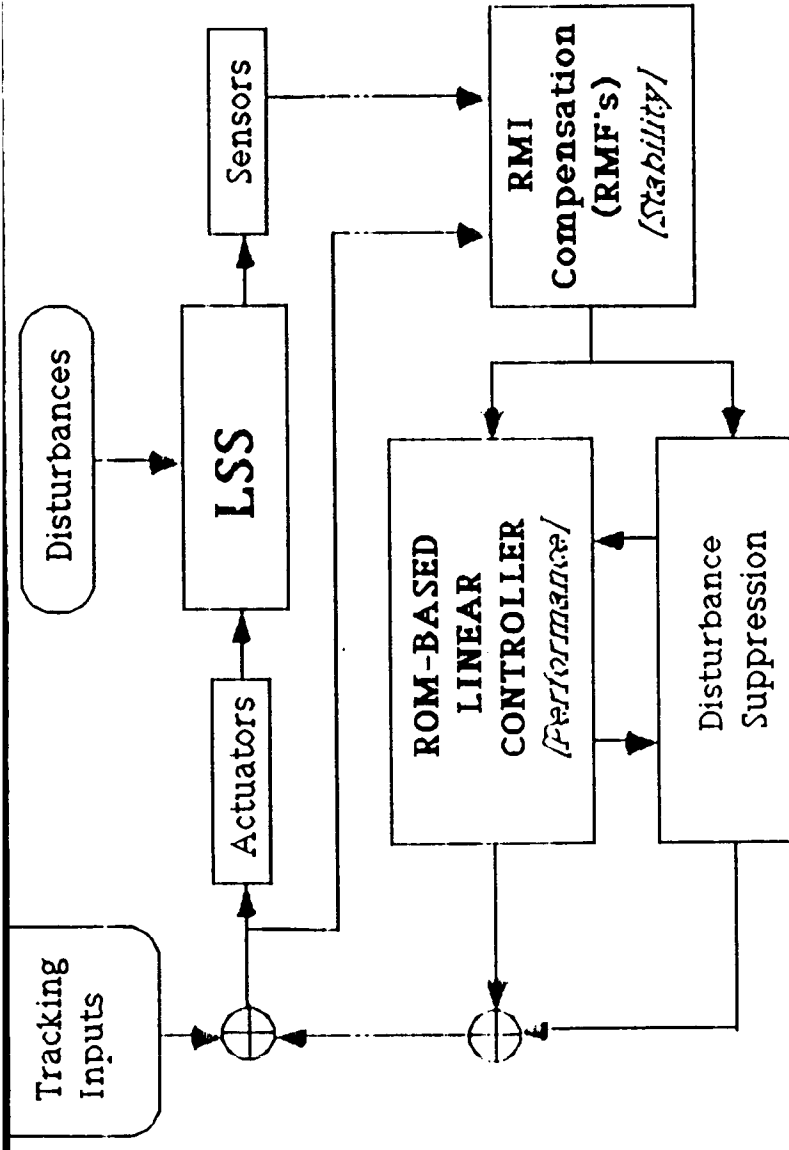 Tracking
Inputs
Disturbances
Actuators
LSS
Sensors
ROM-BASED
LINEAR
CONTROLLER
[Performance]
RMI
Compensation
(RMF's)
[Stability]
Disturbance
Suppression